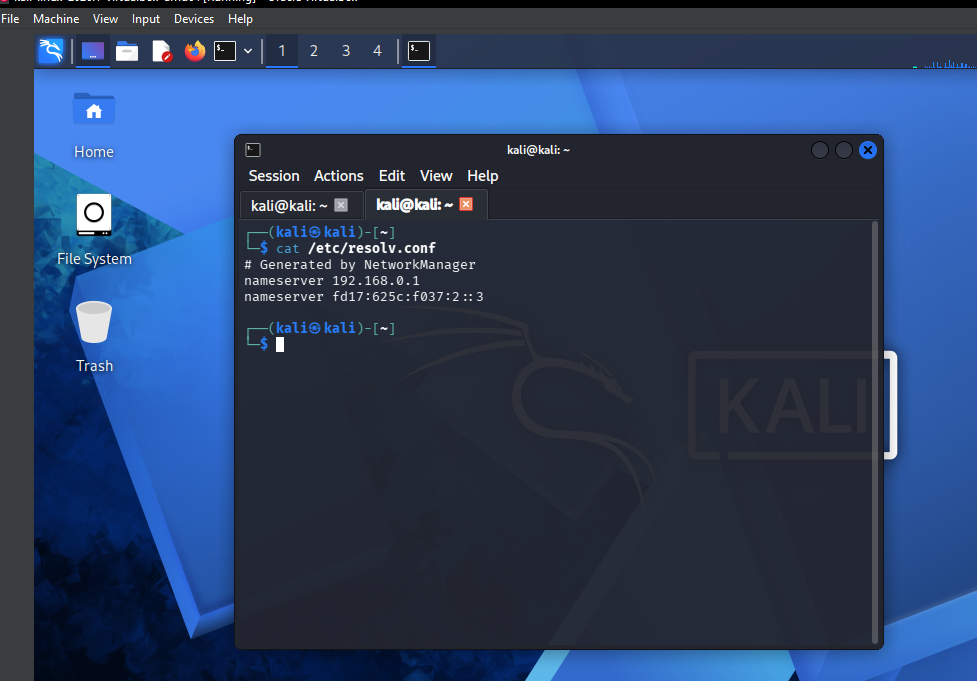 File Machine View Input Devices Help
1 2 3 4
Home
File System
Trash
kali@kali: ~
Session Actions Edit View Help
kali@kali: ~ kali@kali: ~
┌──(kali㉿kali)-[~]
└─$ cat /etc/resolv.conf
# Generated by NetworkManager
nameserver 192.168.0.1
nameserver fd17:625c:f037:2::3
┌──(kali㉿kali)-[~]
└─$
KALI